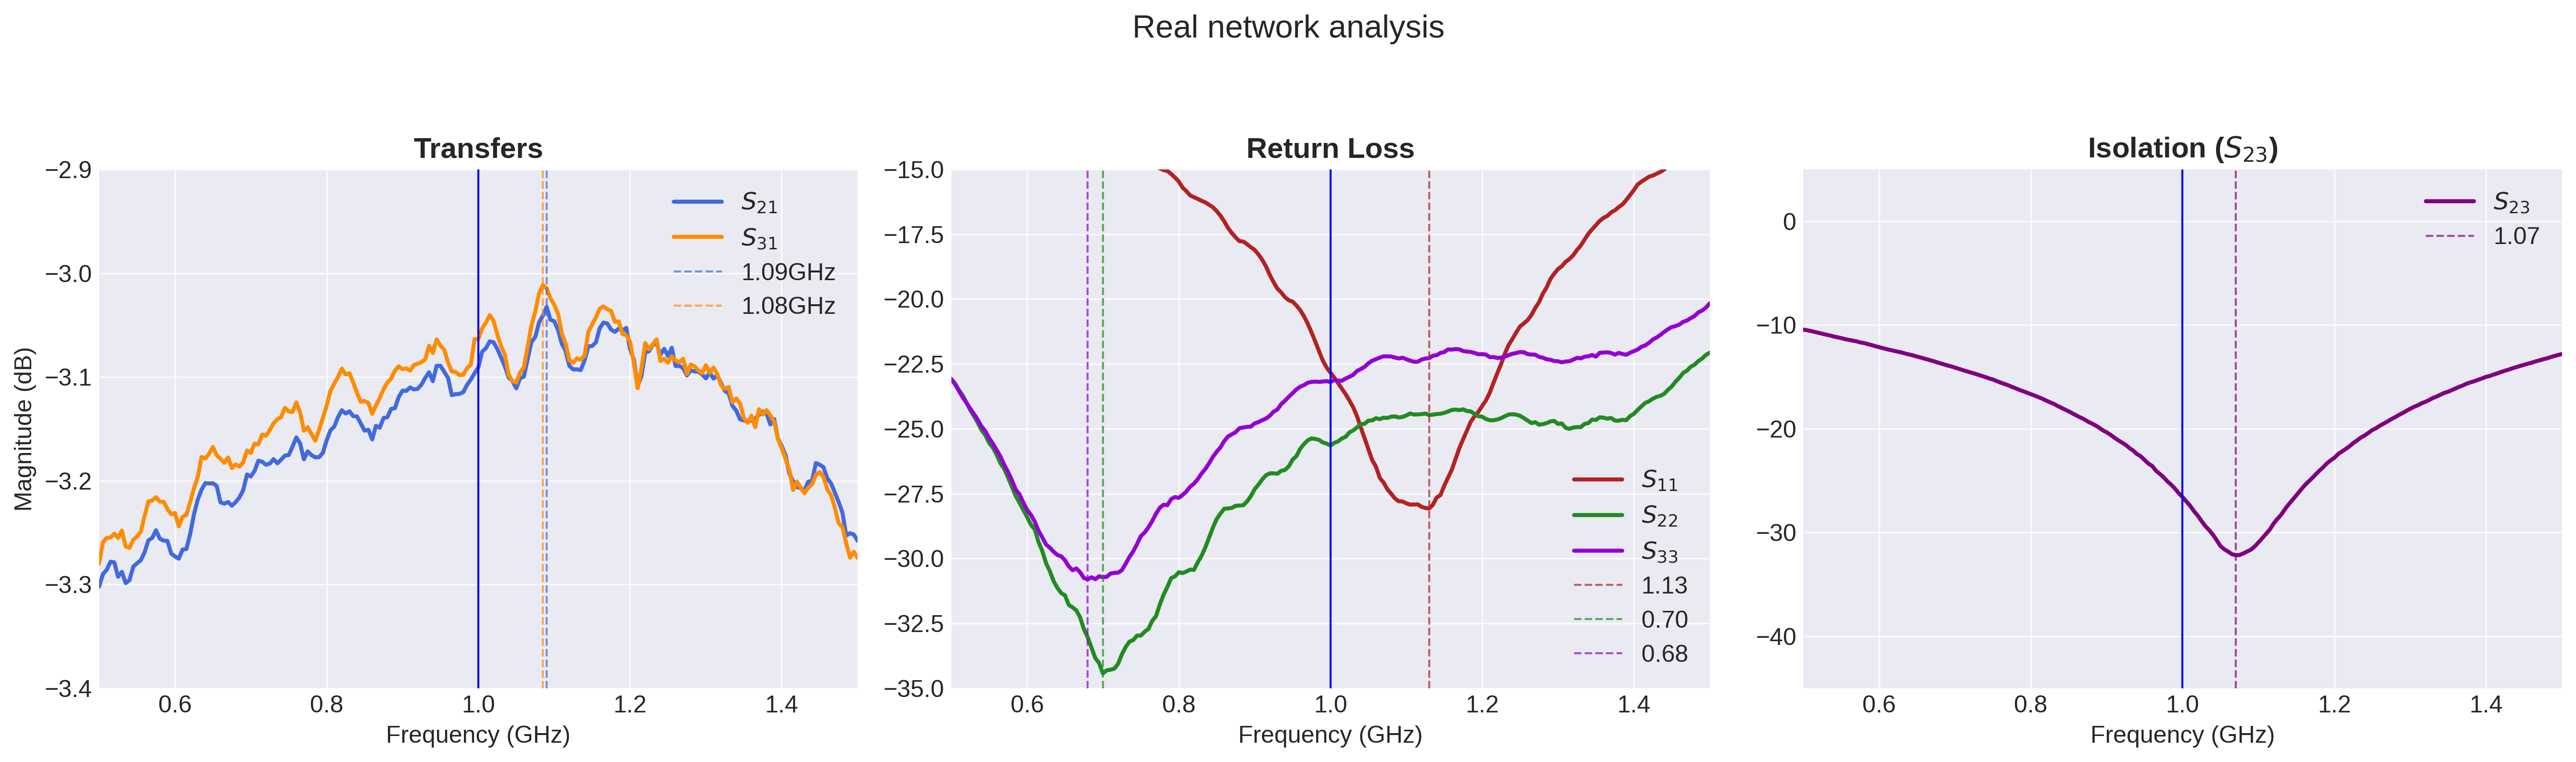 Real network analysis
Transfers
−2.9
−3.0
−3.1
−3.2
−3.3
−3.4
Magnitude (dB)
0.6 0.8 1.0 1.2 1.4
Frequency (GHz)
S21
S31
1.09GHz
1.08GHz
Return Loss
−15.0
−17.5
−20.0
−22.5
−25.0
−27.5
−30.0
−32.5
−35.0
0.6 0.8 1.0 1.2 1.4
Frequency (GHz)
S11
S22
S33
1.13
0.70
0.68
Isolation (S23)
0
−10
−20
−30
−40
0.6 0.8 1.0 1.2 1.4
Frequency (GHz)
S23
1.07